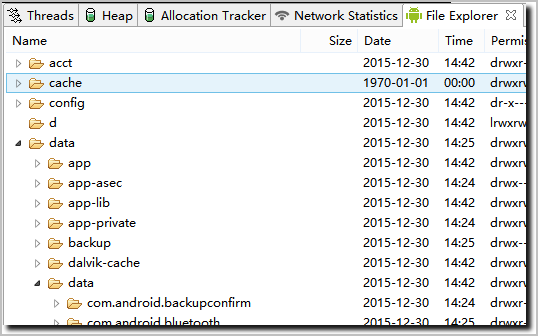 Threads Heap Allocation Tracker Network Statistics File Explorer
Name Size Date Time Permis
acct 2015-12-30 14:42 drwxr-
cache 1970-01-01 00:00 drwxrw
config 2015-12-30 14:42 dr-x---
d 2015-12-30 14:42 lrwxrw
data 2015-12-30 14:25 drwxrw
app 2015-12-30 14:42 drwxrw
app-asec 2015-12-30 14:24 drwx--
app-lib 2015-12-30 14:42 drwxrw
app-private 2015-12-30 14:24 drwxrw
backup 2015-12-30 14:25 drwx--
dalvik-cache 2015-12-30 14:42 drwxrw
data 2015-12-30 14:42 drwxrw
com.android.backupconfirm 2015-12-30 14:24 drwxr-
com.android.bluetooth 2015-12-30 14:25 drwxr-